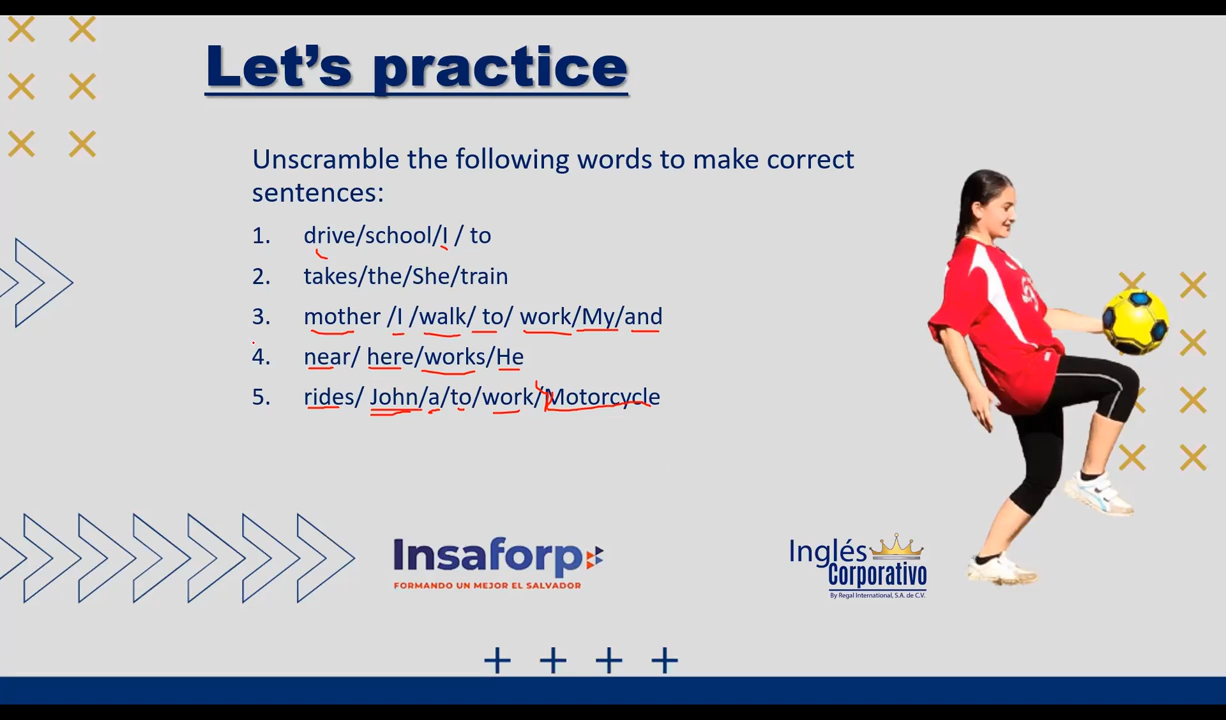 Let's practice
Unscramble the following words to make correct
sentences:
1. drive/school/I / to
2. takes/the/She/train
3. mother /I /walk/ to/ work/My/and
4. near/ here/works/He
5. rides/ John/a/to/work/Motorcycle
Insaforp
FORMANDO UN MEJOR EL SALVADOR
Inglés
Corporativo
By Regal International, S.A. de C.V.